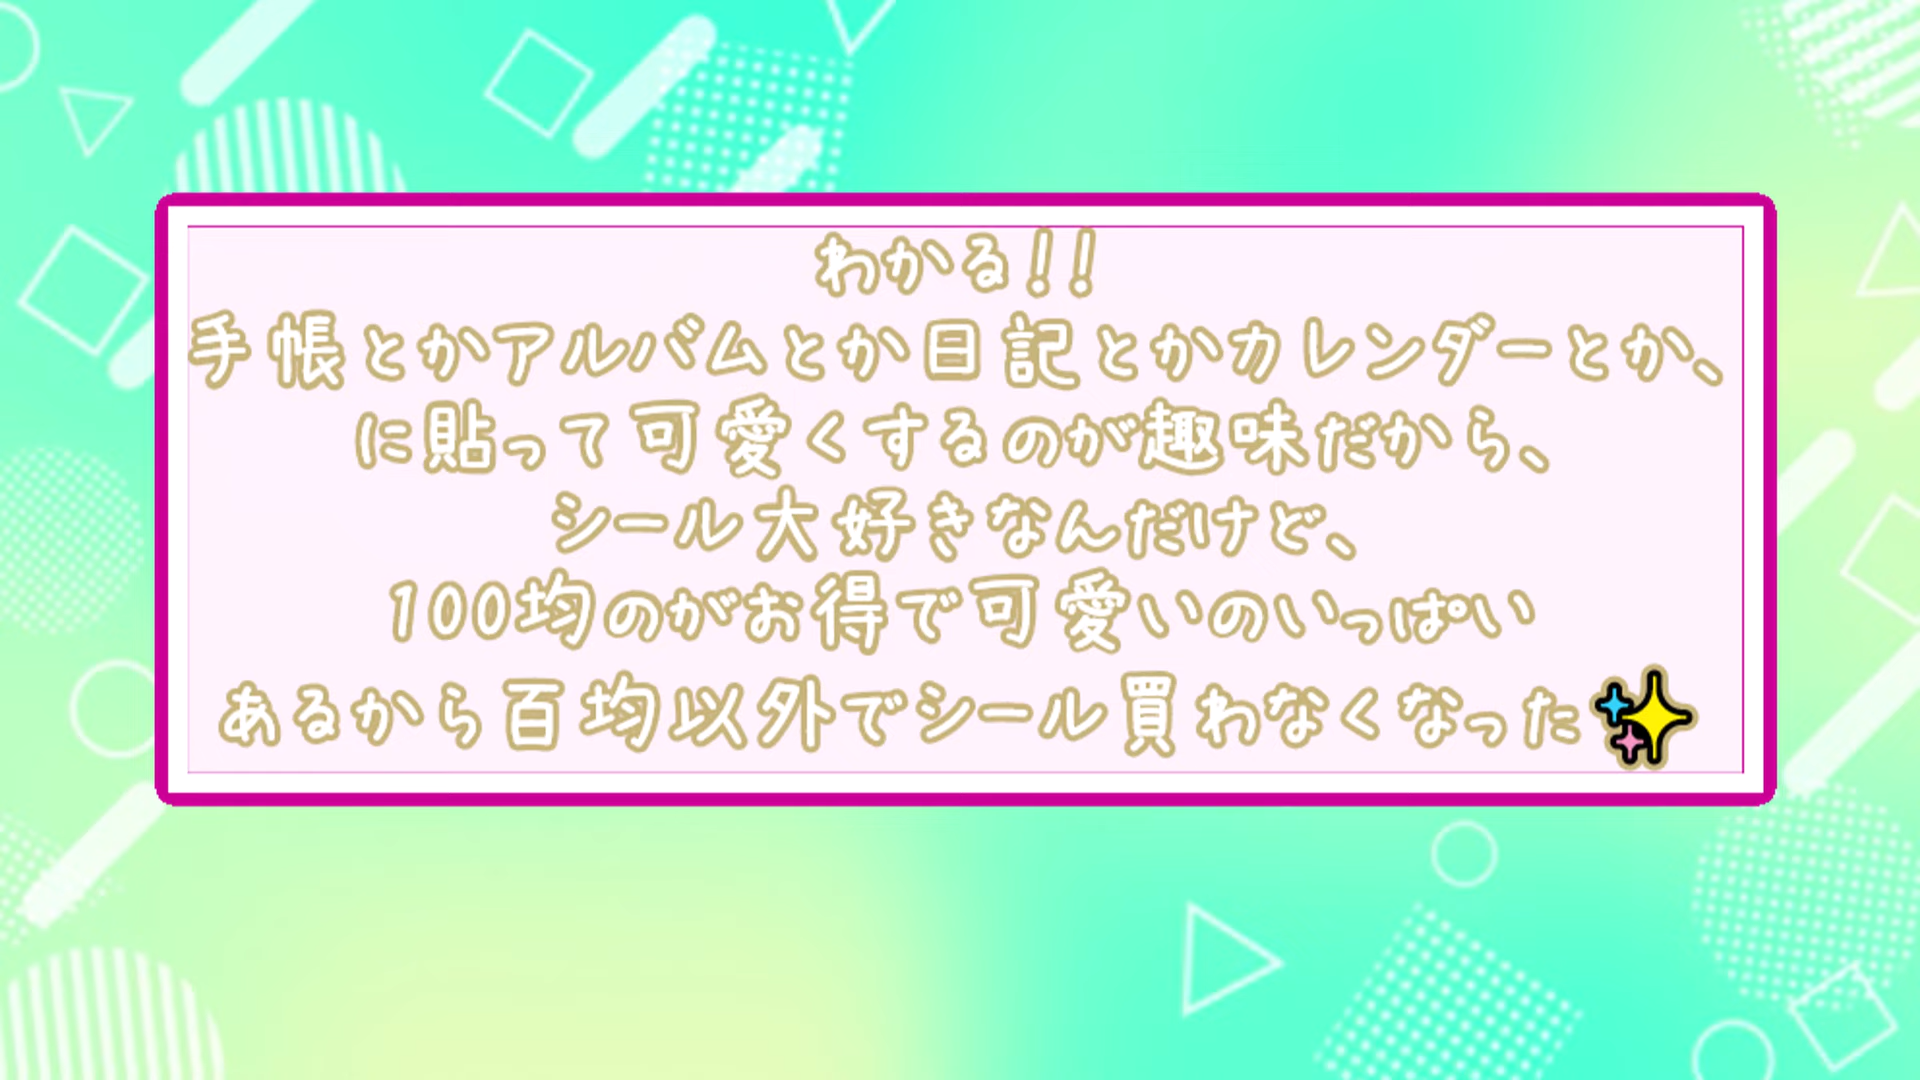 わかる!!
手帳とかアルバムとか日記とかカレンダーとか、
に貼って可愛くするのが趣味だから、
シール大好きなんだけど、
100均のがお得で可愛いのいっぱい
あるから百均以外でシール買わなくなった✨